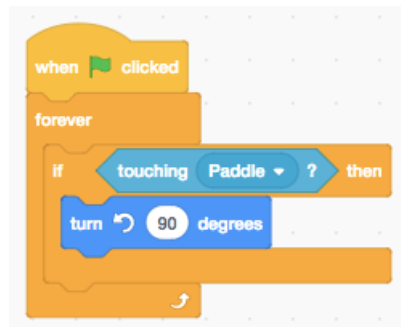 when clicked
forever
if touching Paddle ? then
turn 90 degrees